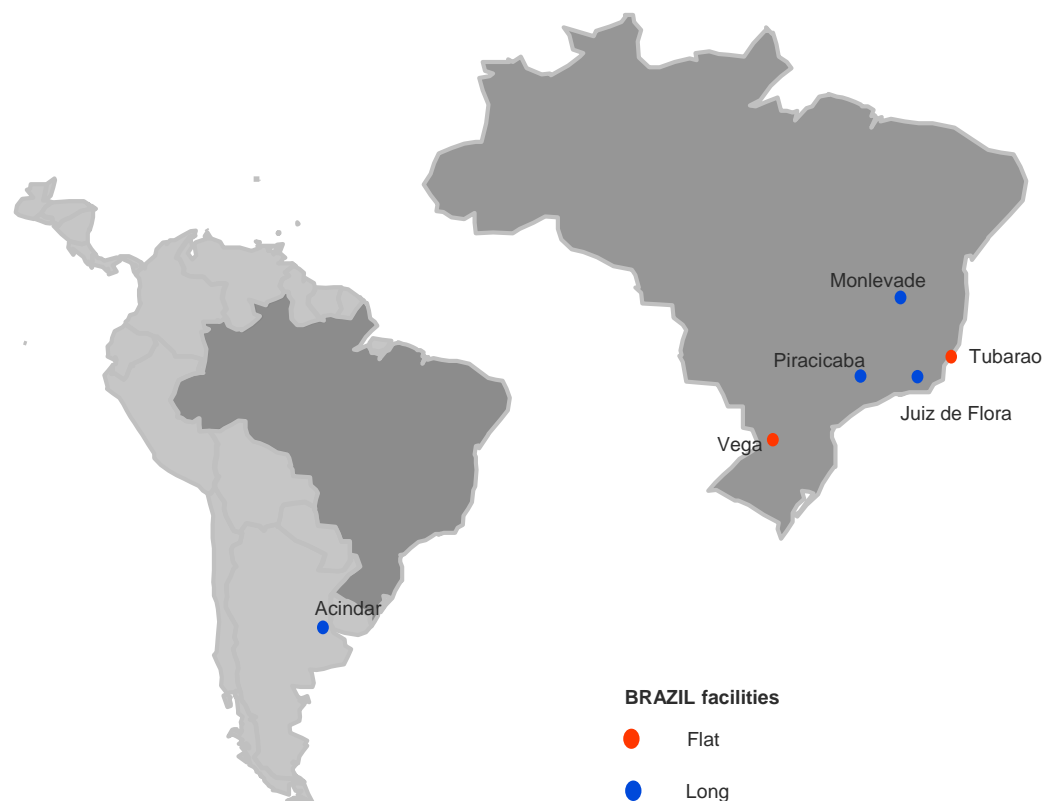 Monlevade
Tubarao
Piracicaba
Juiz de Flora
Vega
Acindar
BRAZIL facilities
Flat
Long